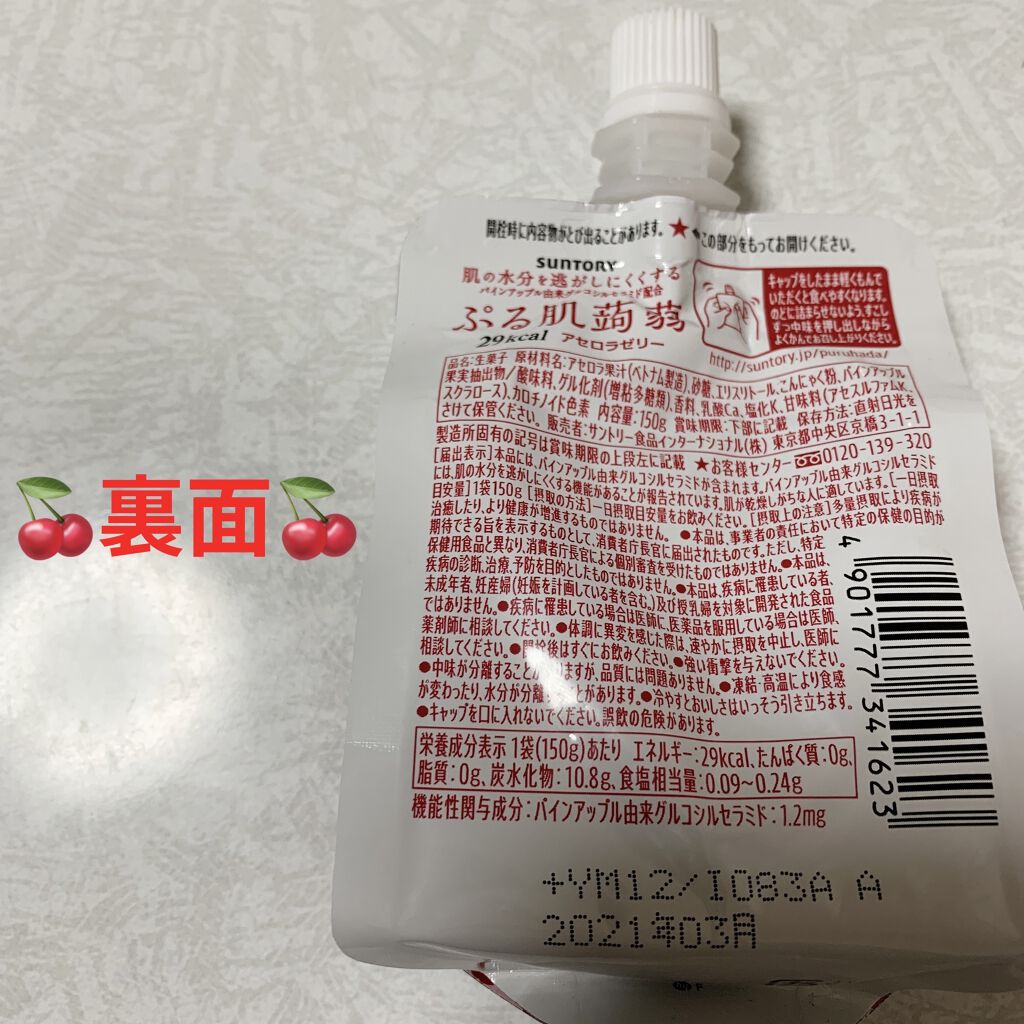 🍒裏面🍒
開栓時に内容物がとび出ることがあります。★この部分をもってお開けください。
SUNTORY
肌の水分を逃がしにくくする
パインアップル由来グルコシルセラミド配合
ぷる肌蒟蒻
29kcal アセロラゼリー
キャップをしたまま軽くもんで
いただくと食べやすくなります。
のどに詰まらせないよう、すこし
ずつ中味を押し出しながら
よくかんでお召し上がりください。
http://suntory.jp/puruhada/
品名:生菓子 原材料名:アセロラ果汁(ベトナム製造)、砂糖、エリスリトール、こんにゃく粉、パインアップル
果実抽出物/酸味料、ゲル化剤(増粘多糖類)、香料、乳酸Ca、塩化K、甘味料(アセスルファムK、
スクラロース)、カロチノイド色素 内容量:150g 賞味期限:下部に記載 保存方法:直射日光を
さけて保管ください。 販売者:サントリー食品インターナショナル(株) 東京都中央区京橋3-1-1
製造所固有の記号は賞味期限の上段左に記載 ★お客様センター 0120-139-320
[届出表示]本品には、パインアップル由来グルコシルセラミドが含まれます。パインアップル由来グルコシルセラミド
には、肌の水分を逃がしにくくする機能があることが報告されています。肌が乾燥しがちな人に適しています。[一日摂取
目安量]1袋150g [摂取の方法]一日摂取目安量をお飲みください。[摂取上の注意]多量摂取により疾病が
治癒したり、より健康が増進するものではありません。 ●本品は、事業者の責任において特定の保健の目的が
期待できる旨を表示するものとして、消費者庁長官に届出されたものです。ただし、特定
保健用食品と異なり、消費者庁長官による個別審査を受けたものではありません。●本品は、
疾病の診断、治療、予防を目的としたものではありません。●本品は、疾病に罹患している者、
未成年者、妊産婦(妊娠を計画している者を含む。)及び授乳婦を対象に開発された食品
ではありません。●疾病に罹患している場合は医師に、医薬品を服用している場合は医師、
薬剤師に相談してください。●体調に異変を感じた際は、速やかに摂取を中止し、医師に
相談してください。●開栓後はすぐにお飲みください。●強い衝撃を与えないでください。
●中味が分離することがありますが、品質には問題ありません。●凍結・高温により食感
が変わったり、水分が分離することがあります。●冷やすとおいしさはいっそう引き立ちます。
●キャップを口に入れないでください。誤飲の危険があります。
栄養成分表示 1袋(150g)あたり エネルギー:29kcal、たんぱく質:0g、
脂質:0g、炭水化物:10.8g、食塩相当量:0.09~0.24g
機能性関与成分:パインアップル由来グルコシルセラミド:1.2mg
4 901777 341623
+YM12/IO83A A
2021年03月